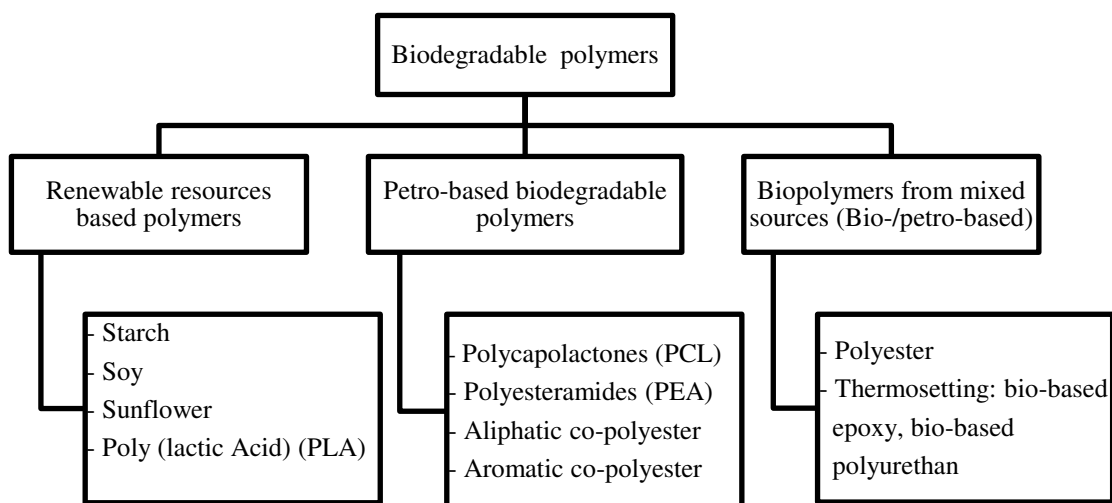 Biodegradable polymers
Renewable resources
based polymers
Petro-based biodegradable
polymers
Biopolymers from mixed
sources (Bio-/petro-based)
- Starch
- Soy
- Sunflower
- Poly (lactic Acid) (PLA)
- Polycapolactones (PCL)
- Polyesteramides (PEA)
- Aliphatic co-polyester
- Aromatic co-polyester
- Polyester
- Thermosetting: bio-based
epoxy, bio-based
polyurethan